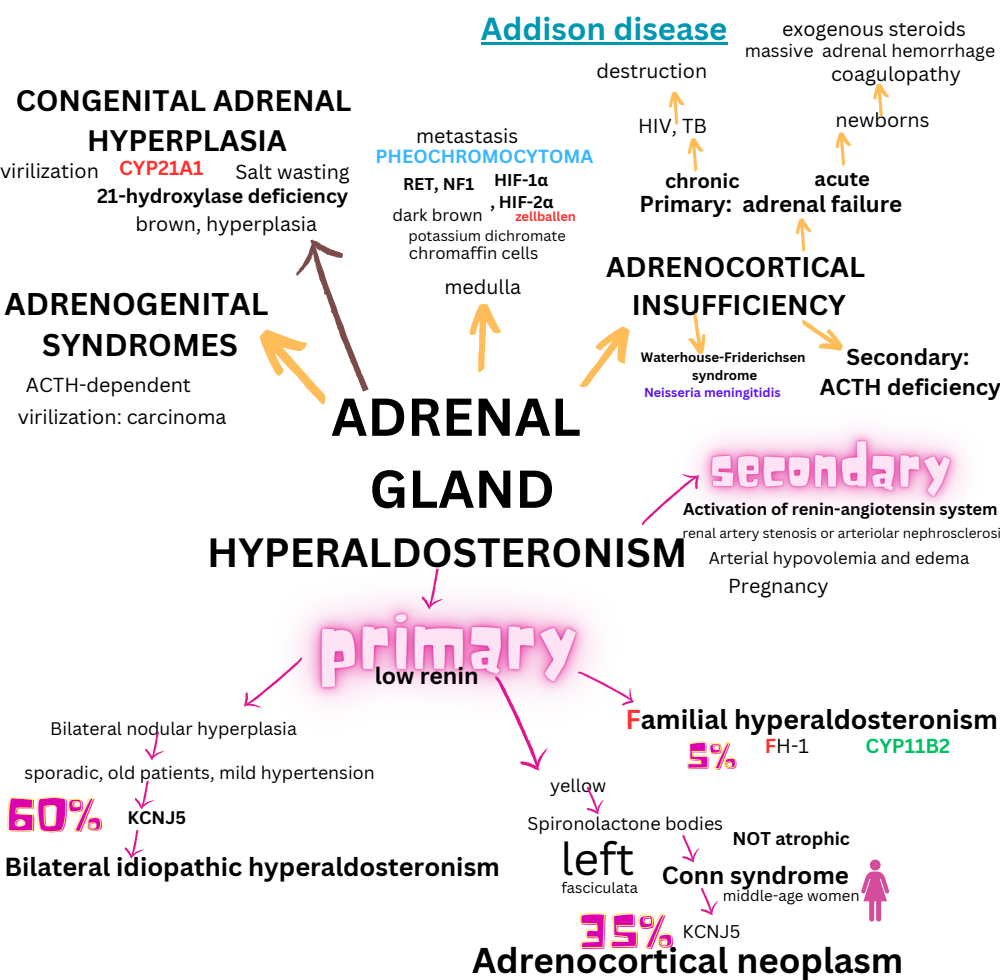 Addison disease
exogenous steroids
massive adrenal hemorrhage
coagulopathy
newborns
acute
destruction
HIV, TB
chronic
Primary: adrenal failure
ADRENOCORTICAL
INSUFFICIENCY
Waterhouse-Friderichsen
syndrome
Neisseria meningitidis
Secondary:
ACTH deficiency
CONGENITAL ADRENAL
HYPERPLASIA
virilization CYP21A1 Salt wasting
21-hydroxylase deficiency
brown, hyperplasia
metastasis
PHEOCHROMOCYTOMA
RET, NF1 HIF-1α
, HIF-2α
dark brown zellballen
potassium dichromate
chromaffin cells
medulla
ADRENOGENITAL
SYNDROMES
ACTH-dependent
virilization: carcinoma
ADRENAL
GLAND
HYPERALDOSTERONISM
secondary
Activation of renin-angiotensin system
renal artery stenosis or arteriolar nephrosclerosi
Arterial hypovolemia and edema
Pregnancy
primary
low renin
Bilateral nodular hyperplasia
sporadic, old patients, mild hypertension
60% KCNJ5
Bilateral idiopathic hyperaldosteronism
Familial hyperaldosteronism
5% FH-1 CYP11B2
yellow
Spironolactone bodies
NOT atrophic
left
fasciculata
Conn syndrome
middle-age women
35% KCNJ5
Adrenocortical neoplasm